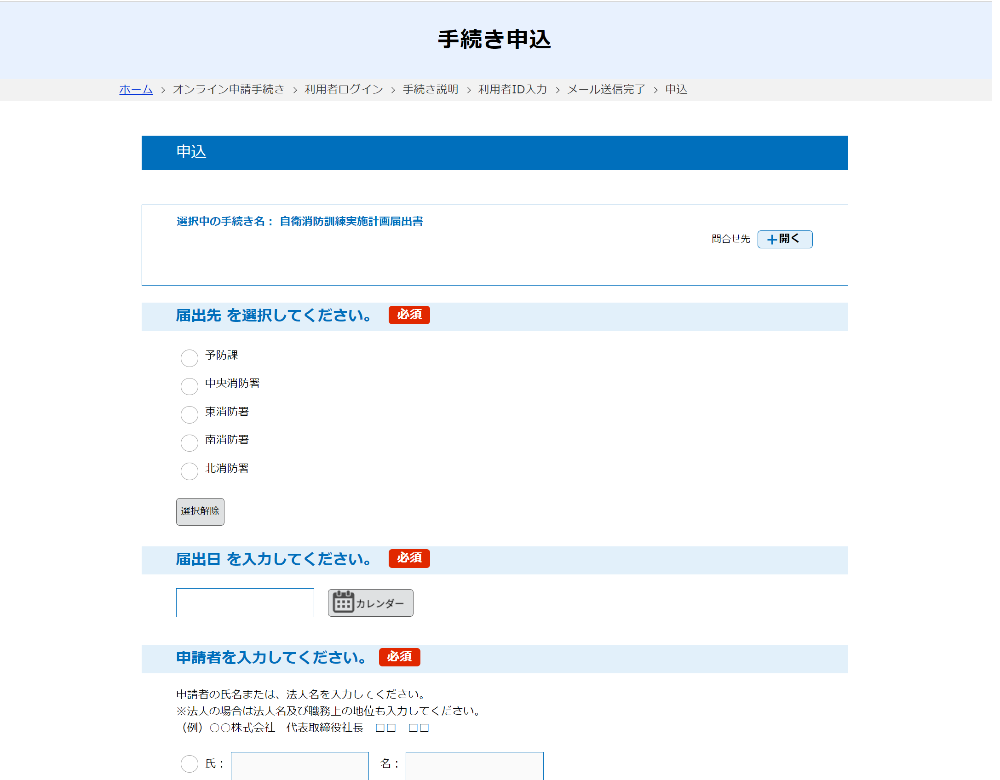 手続き申込
ホーム › オンライン申請手続き › 利用者ログイン › 手続き説明 › 利用者ID入力 › メール送信完了 › 申込
申込
選択中の手続き名： 自衛消防訓練実施計画届出書
問合せ先 +開く
届出先 を選択してください。 必須
予防課
中央消防署
東消防署
南消防署
北消防署
選択解除
届出日 を入力してください。 必須
カレンダー
申請者を入力してください。 必須
申請者の氏名または、法人名を入力してください。
※法人の場合は法人名及び職務上の地位も入力してください。
（例）○○株式会社　代表取締役社長　□□　□□
氏： 名：